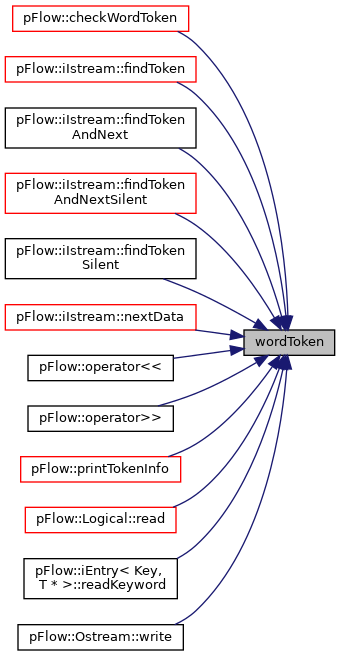 pFlow::checkWordToken
pFlow::iIstream::findToken
pFlow::iIstream::findToken
AndNext
pFlow::iIstream::findToken
AndNextSilent
pFlow::iIstream::findToken
Silent
pFlow::iIstream::nextData
wordToken
pFlow::operator<<
pFlow::operator>>
pFlow::printTokenInfo
pFlow::Logical::read
pFlow::iEntry< Key,
T * >::readKeyword
pFlow::Ostream::write